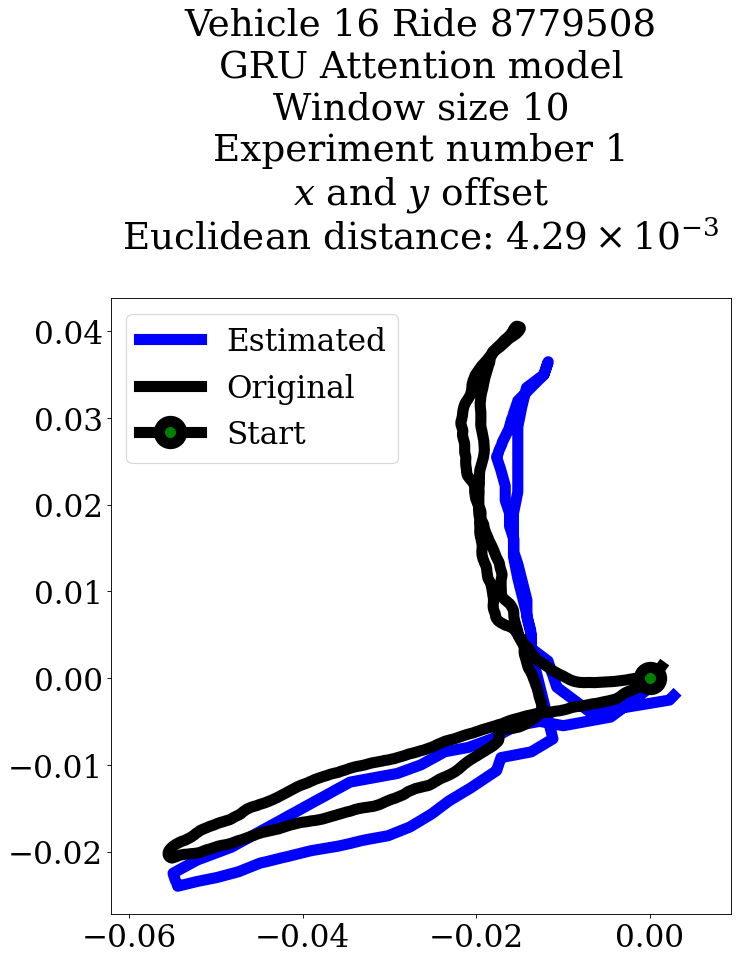 Vehicle 16 Ride 8779508
GRU Attention model
Window size 10
Experiment number 1
x and y offset
Euclidean distance: 4.29 × 10⁻³
Estimated
Original
Start
0.04
0.03
0.02
0.01
0.00
−0.01
−0.02
−0.06 −0.04 −0.02 0.00